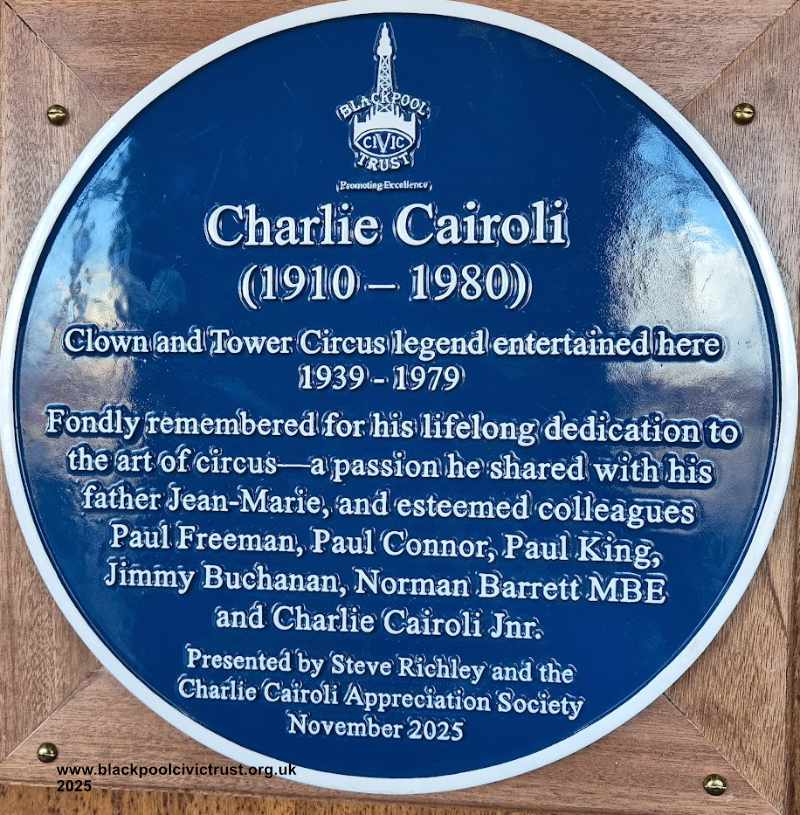 BLACKPOOL
CIVIC
TRUST
Promoting Excellence
Charlie Cairoli
(1910 – 1980)
Clown and Tower Circus legend entertained here
1939 - 1979
Fondly remembered for his lifelong dedication to
the art of circus—a passion he shared with his
father Jean-Marie, and esteemed colleagues
Paul Freeman, Paul Connor, Paul King,
Jimmy Buchanan, Norman Barrett MBE
and Charlie Cairoli Jnr.
Presented by Steve Richley and the
Charlie Cairoli Appreciation Society
November 2025
www.blackpoolcivictrust.org.uk
2025